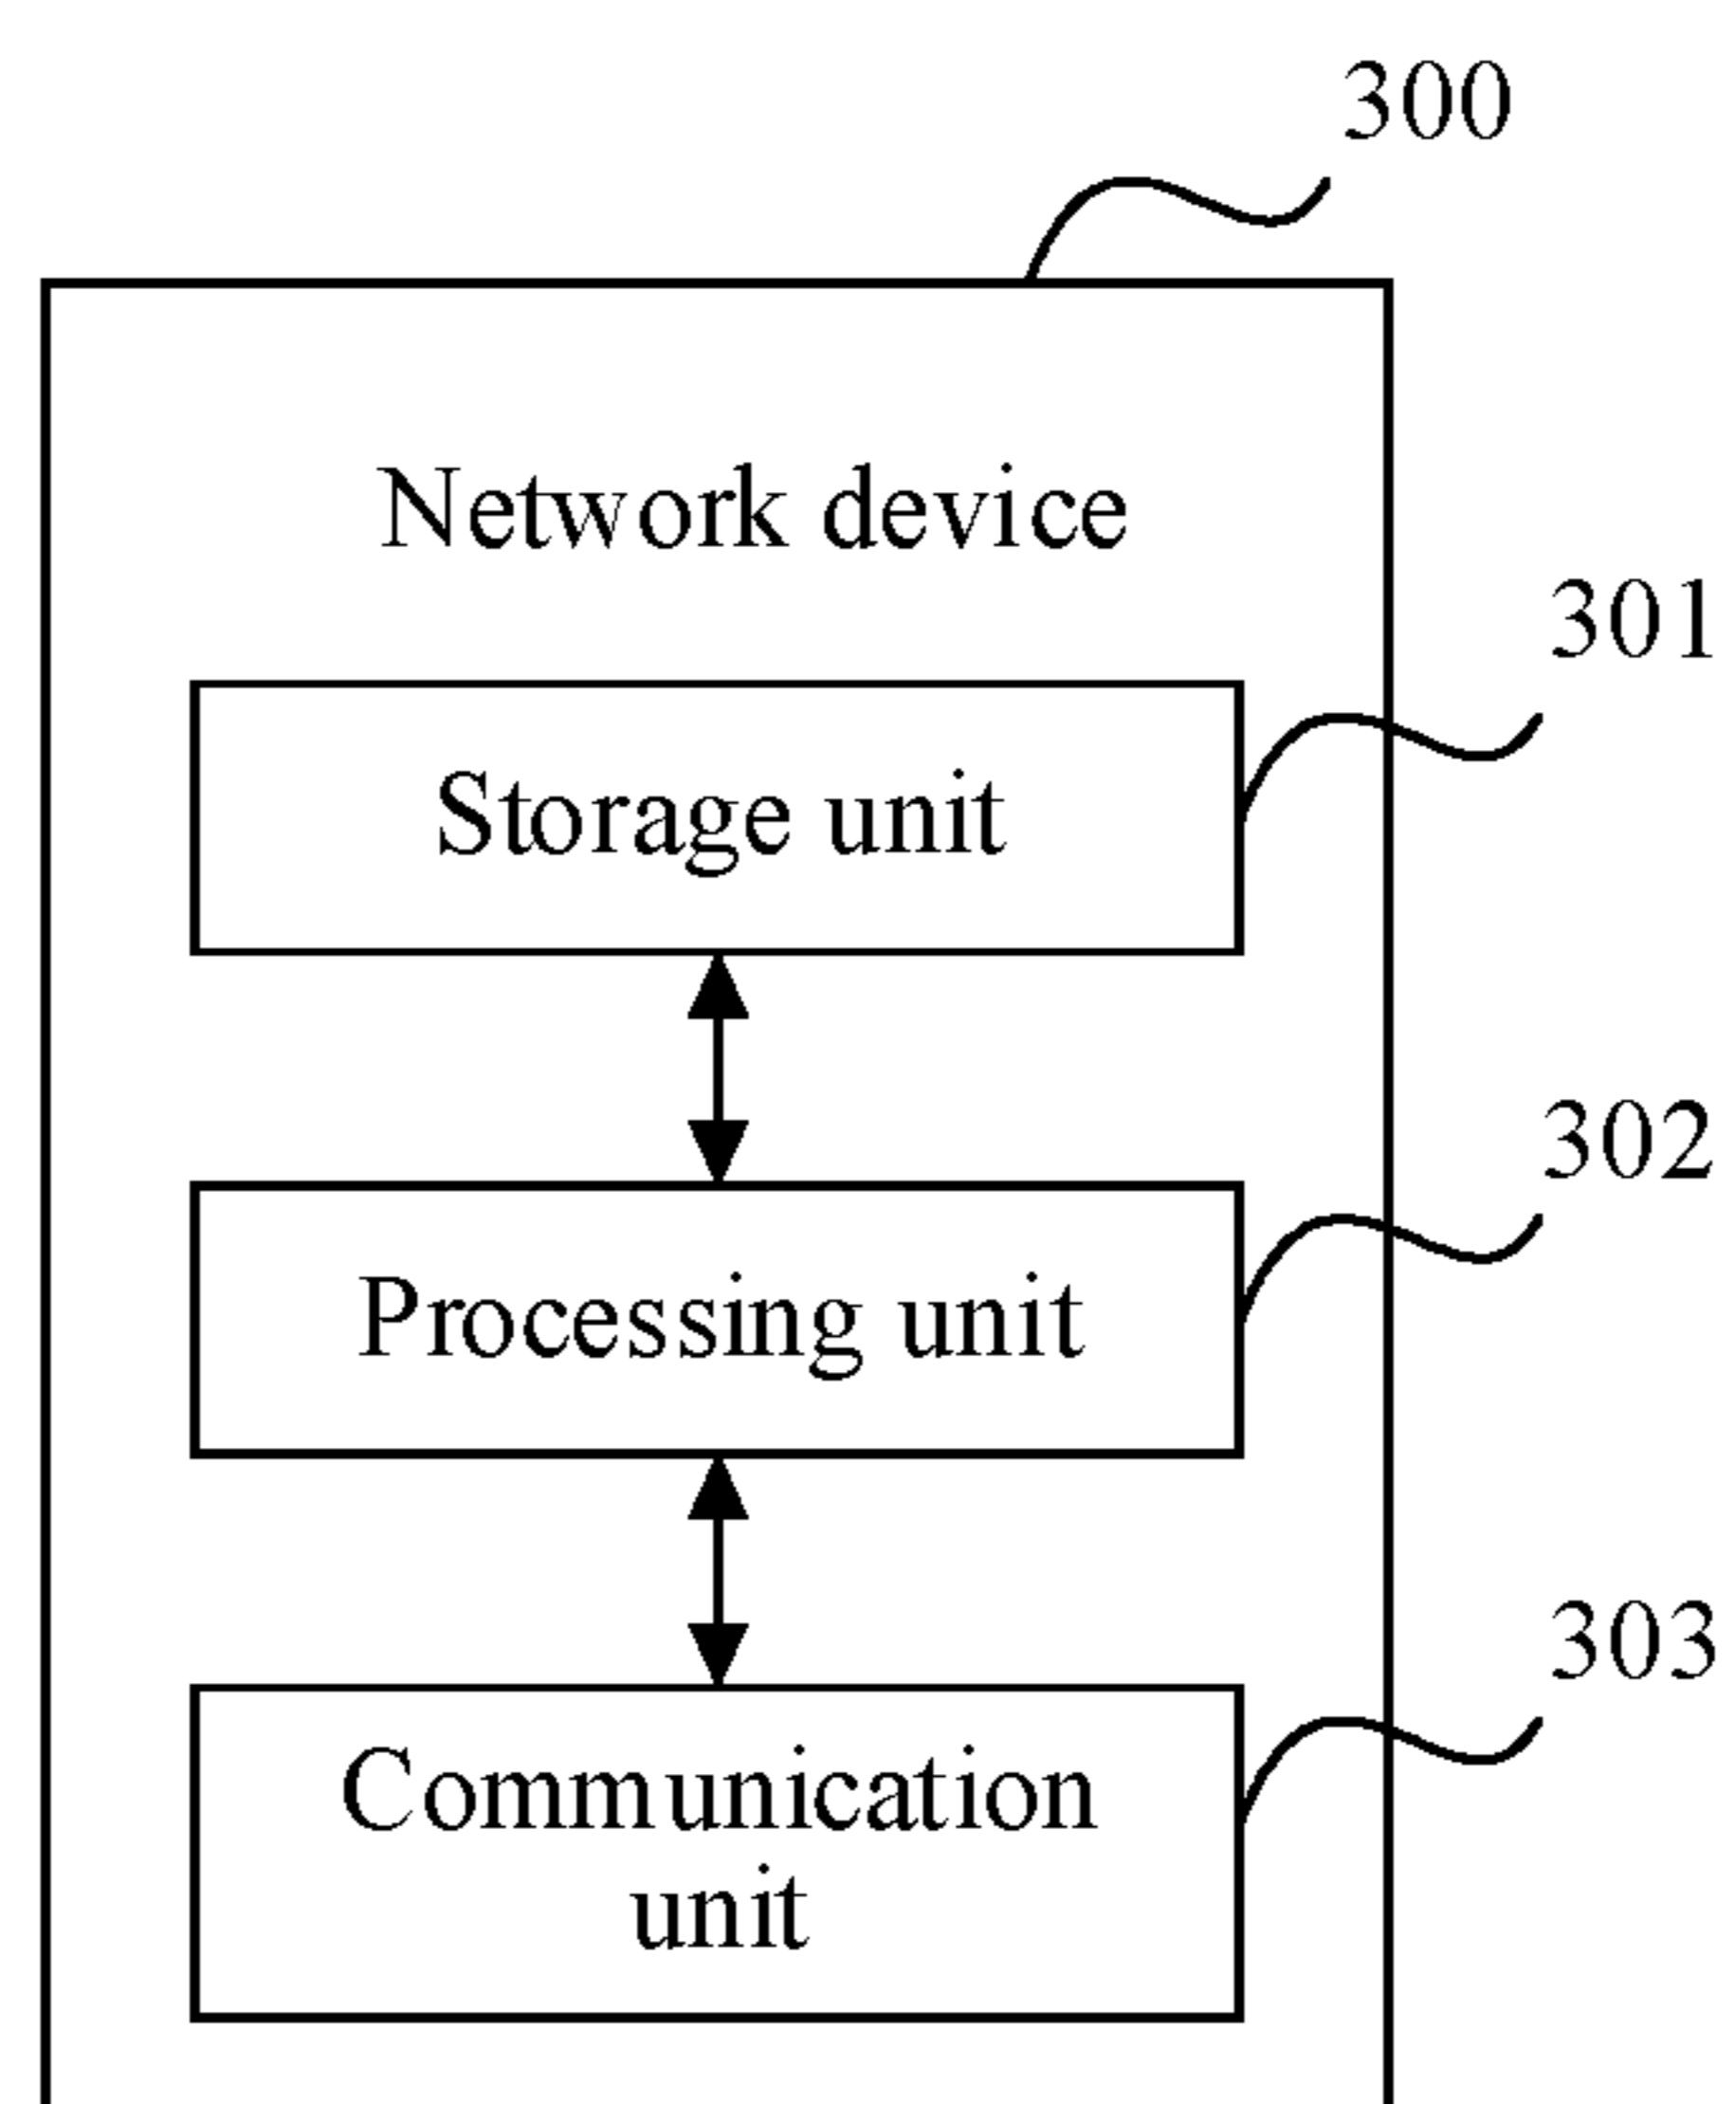 300
Network device
301
Storage unit
302
Processing unit
303
Communication
unit